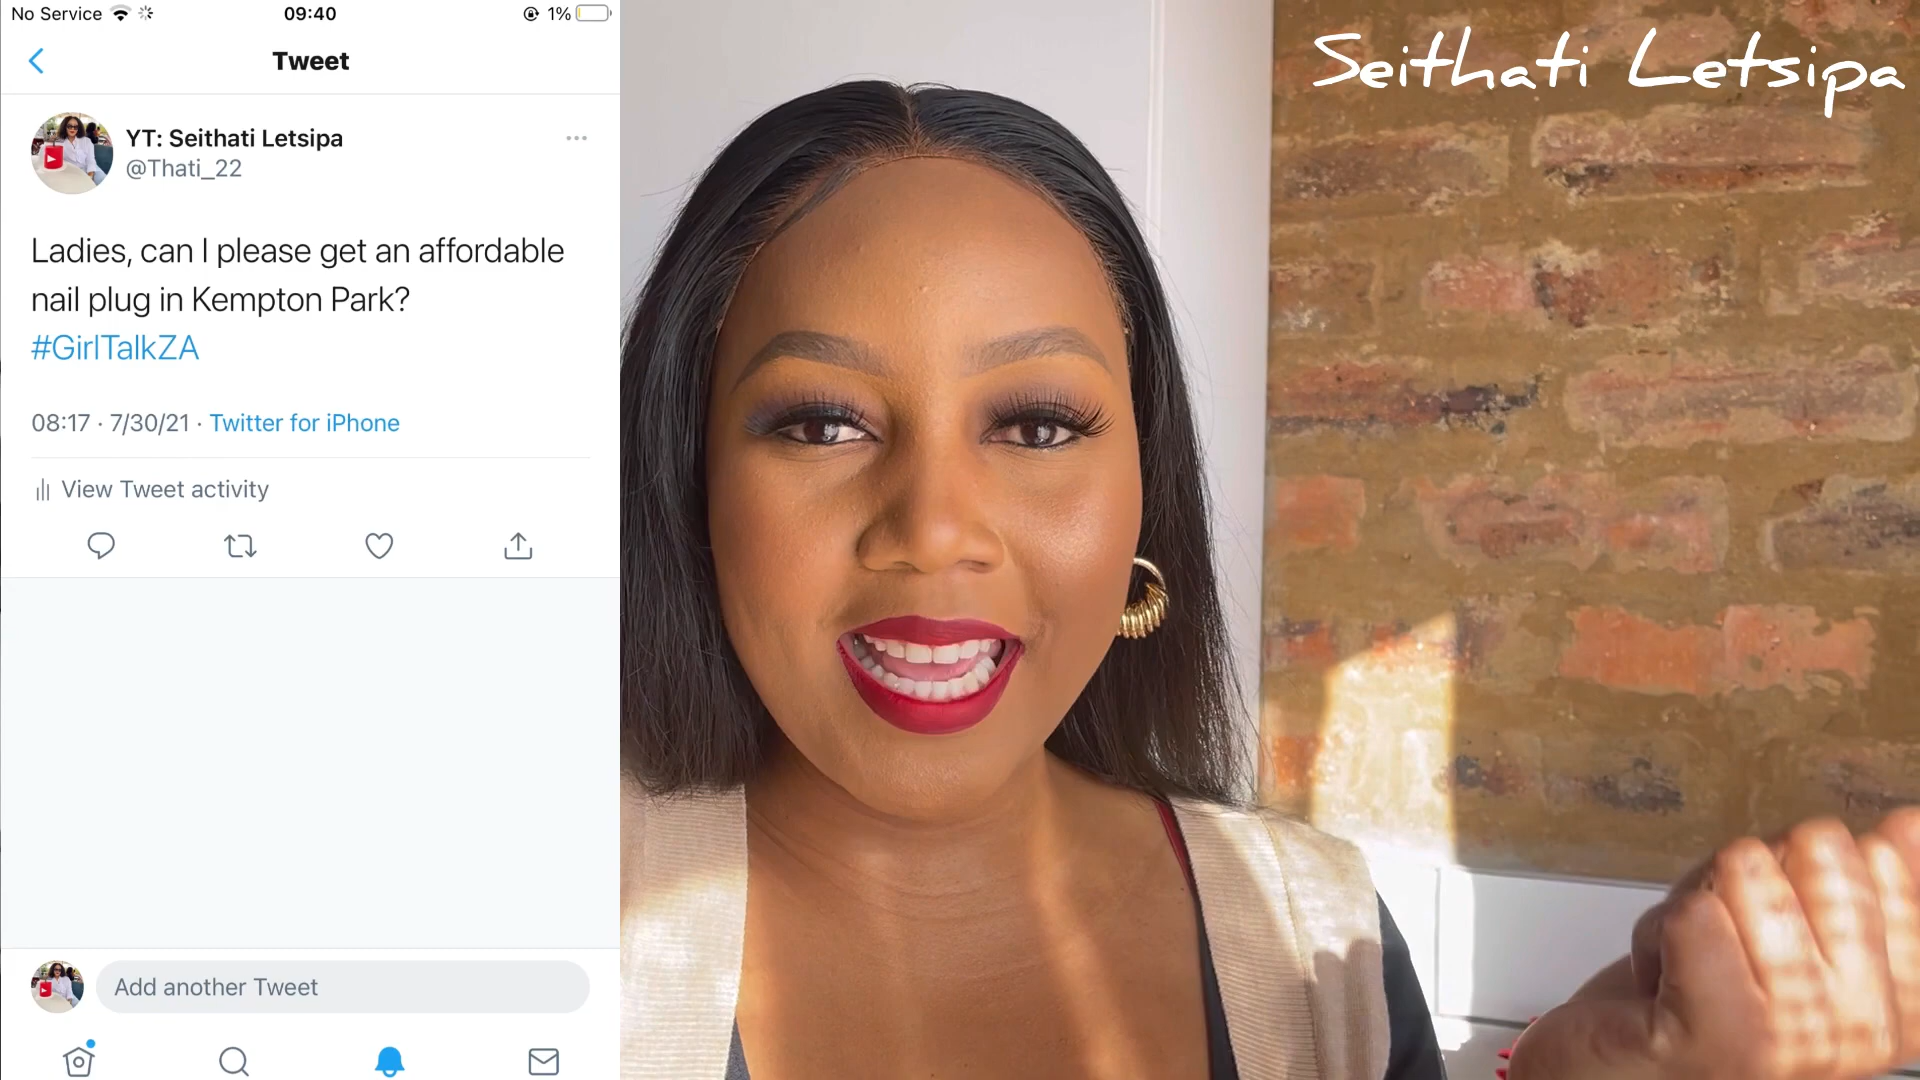 No Service 09:40 1%
Tweet
YT: Seithati Letsipa
@Thati_22
Ladies, can I please get an affordable
nail plug in Kempton Park?
#GirlTalkZA
08:17 · 7/30/21 · Twitter for iPhone
View Tweet activity
Add another Tweet
Seithati Letsipa